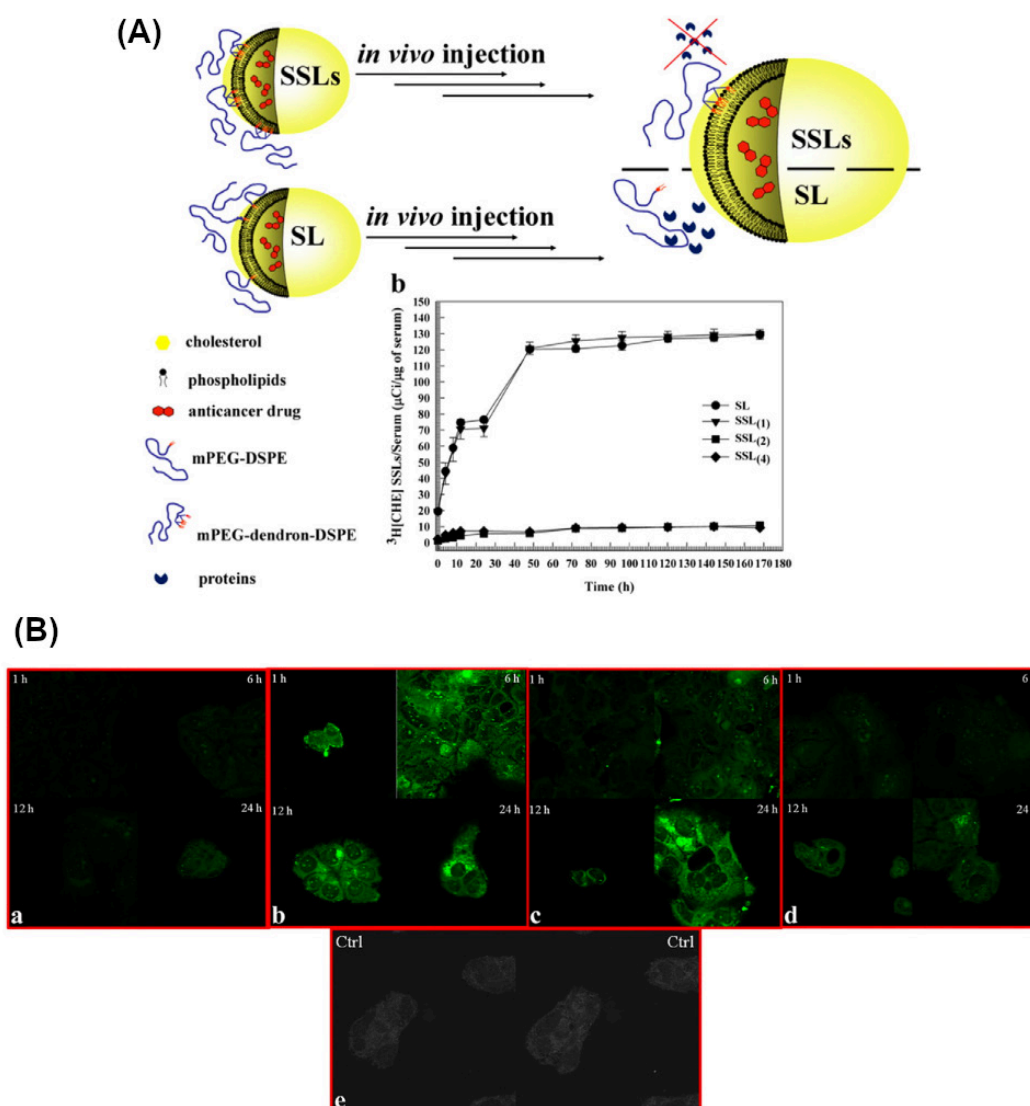 (A)
SSLs
in vivo injection
SSLs
SL
SL
in vivo injection
cholesterol
phospholipids
anticancer drug
mPEG-DSPE
mPEG-dendron-DSPE
proteins
b
150
140
130
120
110
100
90
80
70
60
50
40
30
20
10
0
³H[CHE] SSLs/Serum (μCi/μg of serum)
SL
SSL(1)
SSL(2)
SSL(4)
0 10 20 30 40 50 60 70 80 90 100 110 120 130 140 150 160 170 180
Time (h)
(B)
1 h 6 h
12 h 24 h
a
1 h 6 h
12 h 24 h
b
1 h 6 h
12 h 24 h
c
1 h 6
12 h 24
d
Ctrl Ctrl
e